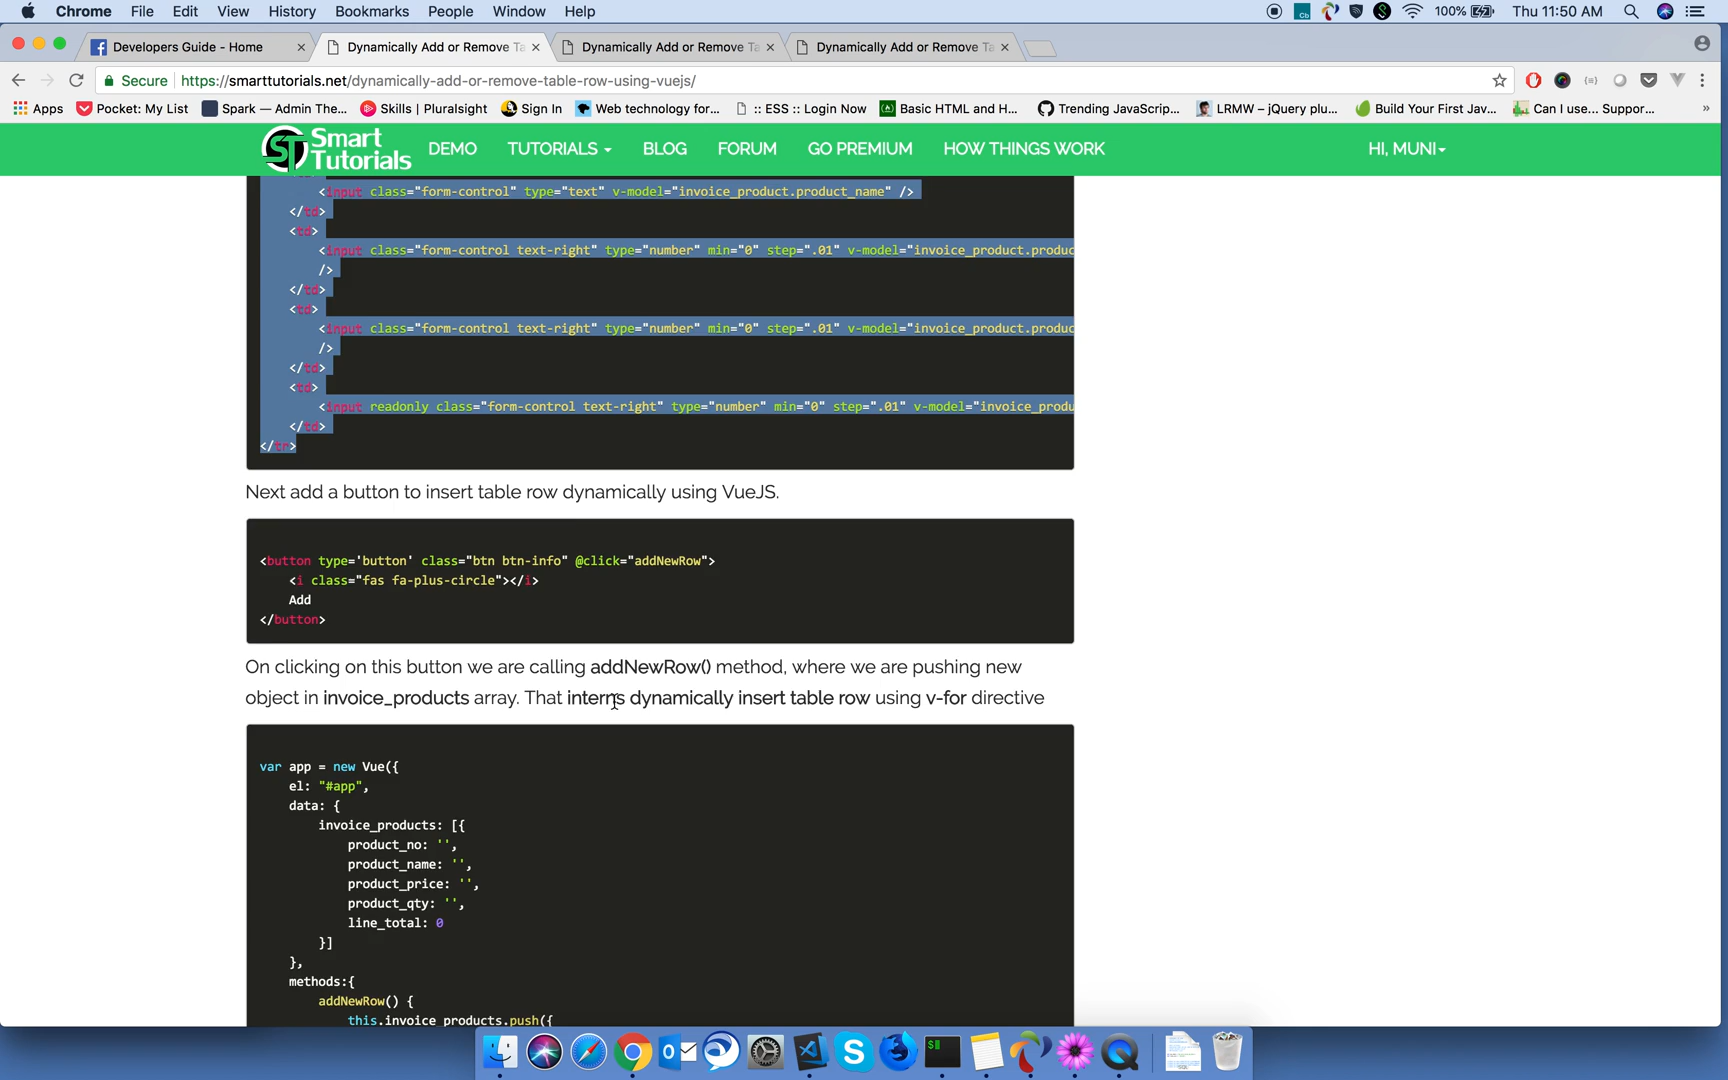 Chrome File Edit View History Bookmarks People Window Help 100% Thu 11:50 AM
Developers Guide - Home × Dynamically Add or Remove Ta × Dynamically Add or Remove Ta × Dynamically Add or Remove Ta ×
Secure https://smarttutorials.net/dynamically-add-or-remove-table-row-using-vuejs/
Apps Pocket: My List Spark — Admin The... Skills | Pluralsight Sign In Web technology for... :: ESS :: Login Now Basic HTML and H... Trending JavaScrip... LRMW – jQuery plu... Build Your First Jav... Can I use... Suppor... »
ST Smart Tutorials DEMO TUTORIALS BLOG FORUM GO PREMIUM HOW THINGS WORK HI, MUNI
<input class="form-control" type="text" v-model="invoice_product.product_name" />
</td>
<td>
<input class="form-control text-right" type="number" min="0" step=".01" v-model="invoice_product.produc
/>
</td>
<td>
<input class="form-control text-right" type="number" min="0" step=".01" v-model="invoice_product.produc
/>
</td>
<td>
<input readonly class="form-control text-right" type="number" min="0" step=".01" v-model="invoice_produ
</td>
</tr>
Next add a button to insert table row dynamically using VueJS.
<button type='button' class="btn btn-info" @click="addNewRow">
<i class="fas fa-plus-circle"></i>
Add
</button>
On clicking on this button we are calling addNewRow() method, where we are pushing new
object in invoice_products array. That interns dynamically insert table row using v-for directive
var app = new Vue({
el: "#app",
data: {
invoice_products: [{
product_no: '',
product_name: '',
product_price: '',
product_qty: '',
line_total: 0
}]
},
methods:{
addNewRow() {
this.invoice_products.push({